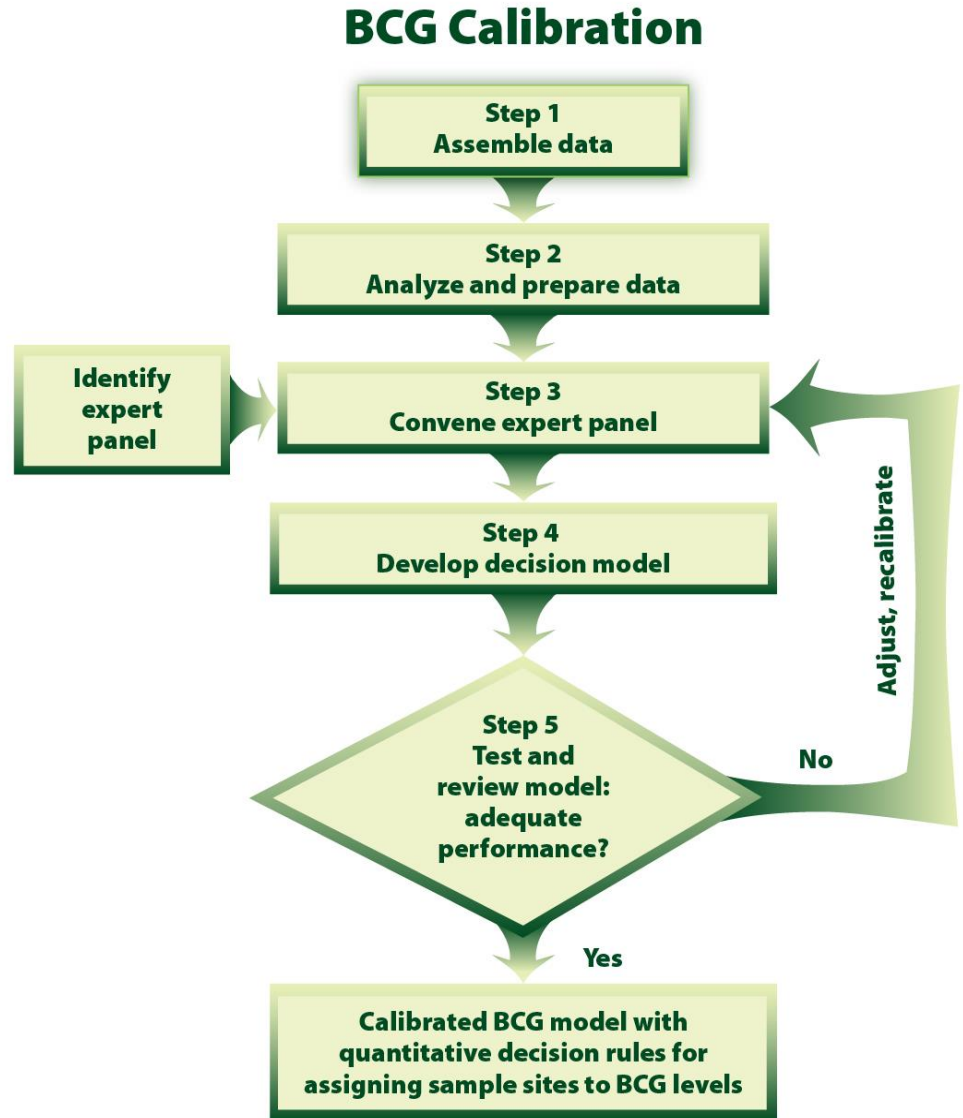 BCG Calibration
Step 1
Assemble data
Step 2
Analyze and prepare data
Identify
expert
panel
Step 3
Convene expert panel
Step 4
Develop decision model
Adjust, recalibrate
Step 5
Test and
review model:
adequate
performance?
No
Yes
Calibrated BCG model with
quantitative decision rules for
assigning sample sites to BCG levels